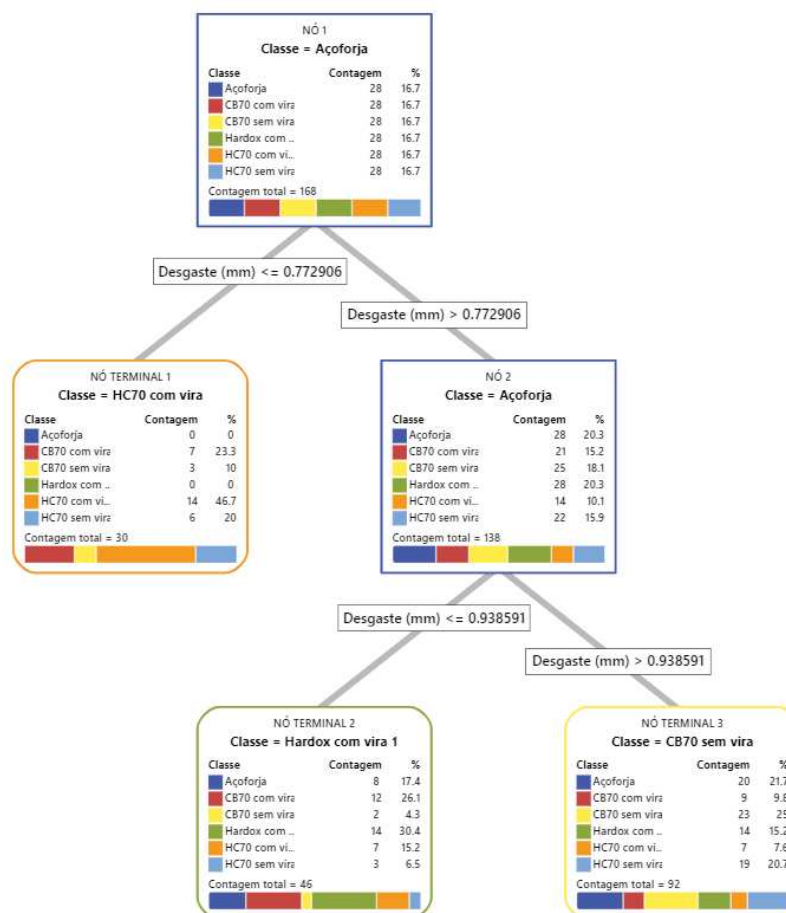 NÓ 1
Classe = Açoforja
Classe Contagem %
Açoforja 28 16.7
CB70 com vira 28 16.7
CB70 sem vira 28 16.7
Hardox com .. 28 16.7
HC70 com vi... 28 16.7
HC70 sem vira 28 16.7
Contagem total = 168
Desgaste (mm) <= 0.772906
Desgaste (mm) > 0.772906
NÓ TERMINAL 1
Classe = HC70 com vira
Classe Contagem %
Açoforja 0 0
CB70 com vira 7 23.3
CB70 sem vira 3 10
Hardox com .. 0 0
HC70 com vi... 14 46.7
HC70 sem vira 6 20
Contagem total = 30
NÓ 2
Classe = Açoforja
Classe Contagem %
Açoforja 28 20.3
CB70 com vira 21 15.2
CB70 sem vira 25 18.1
Hardox com .. 28 20.3
HC70 com vi... 14 10.1
HC70 sem vira 22 15.9
Contagem total = 138
Desgaste (mm) <= 0.938591
Desgaste (mm) > 0.938591
NÓ TERMINAL 2
Classe = Hardox com vira 1
Classe Contagem %
Açoforja 8 17.4
CB70 com vira 12 26.1
CB70 sem vira 2 4.3
Hardox com .. 14 30.4
HC70 com vi... 7 15.2
HC70 sem vira 3 6.5
Contagem total = 46
NÓ TERMINAL 3
Classe = CB70 sem vira
Classe Contagem %
Açoforja 20 21.7
CB70 com vira 9 9.8
CB70 sem vira 23 25
Hardox com .. 14 15.2
HC70 com vi... 7 7.6
HC70 sem vira 19 20.7
Contagem total = 92